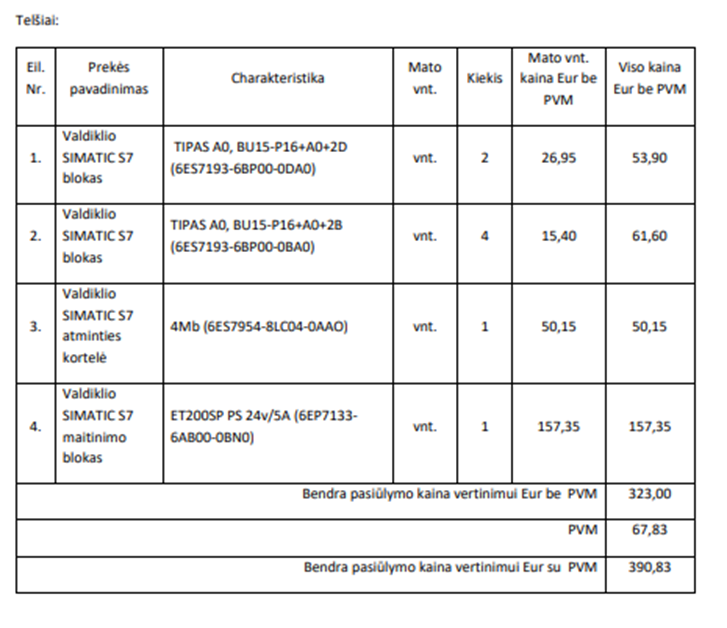 Telšiai:
Eil. Nr.
Prekės pavadinimas
Charakteristika
Mato vnt.
Kiekis
Mato vnt. kaina Eur be PVM
Viso kaina Eur be PVM
1.
Valdiklio
SIMATIC S7
blokas
TIPAS A0, BU15-P16+A0+2D
(6ES7193-6BP00-0DA0)
vnt.
2
26,95
53,90
2.
Valdiklio
SIMATIC S7
blokas
TIPAS A0, BU15-P16+A0+2B
(6ES7193-6BP00-0BA0)
vnt.
4
15,40
61,60
3.
Valdiklio
SIMATIC S7
atminties
kortelė
4Mb (6ES7954-8LC04-0AAO)
vnt.
1
50,15
50,15
4.
Valdiklio
SIMATIC S7
maitinimo
blokas
ET200SP PS 24v/5A (6EP7133-
6AB00-0BN0)
vnt.
1
157,35
157,35
Bendra pasiūlymo kaina vertinimui Eur be PVM
323,00
PVM
67,83
Bendra pasiūlymo kaina vertinimui Eur su PVM
390,83